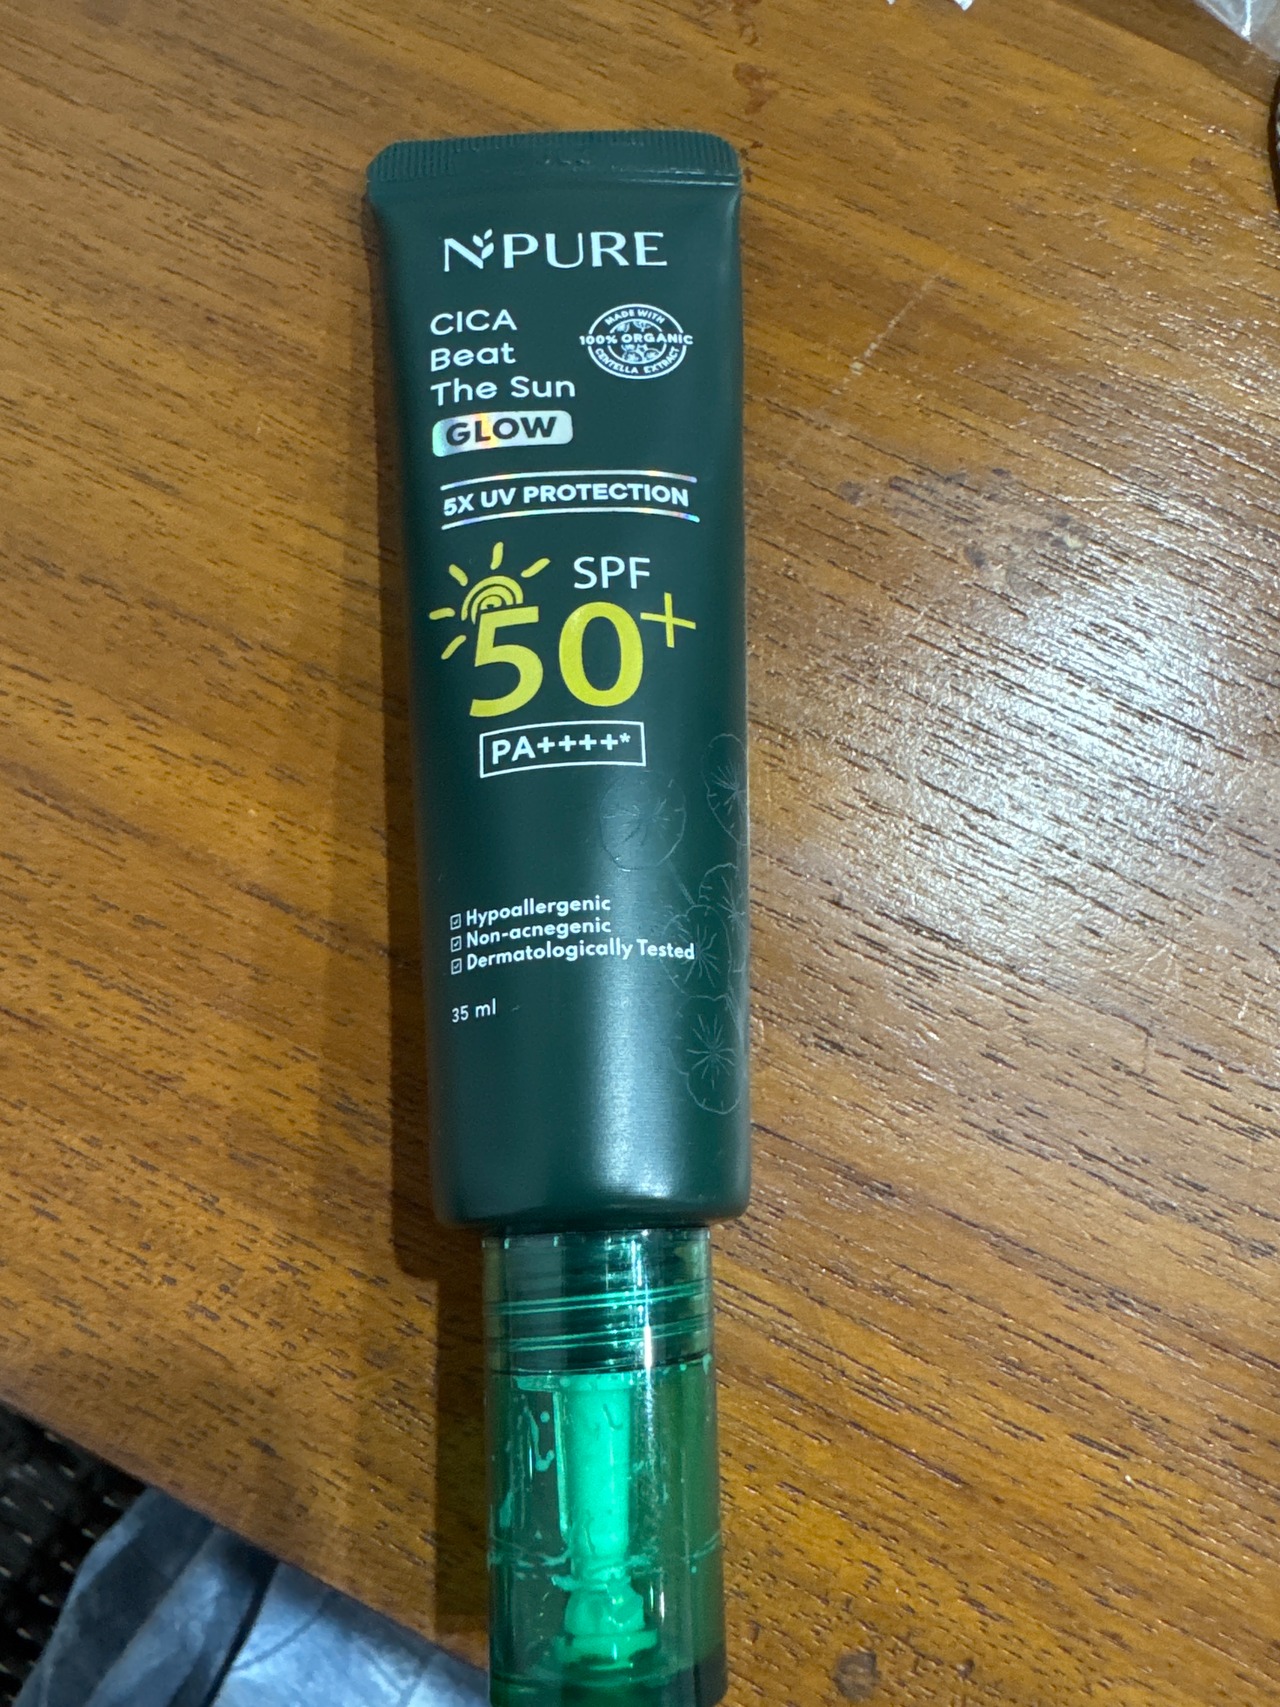 NPURE
CICA
Beat
The Sun
GLOW
MADE WITH
100% ORGANIC
CENTELLA EXTRACT
5X UV PROTECTION
SPF
50+
PA++++*
Hypoallergenic
Non-acnegenic
Dermatologically Tested
35 ml